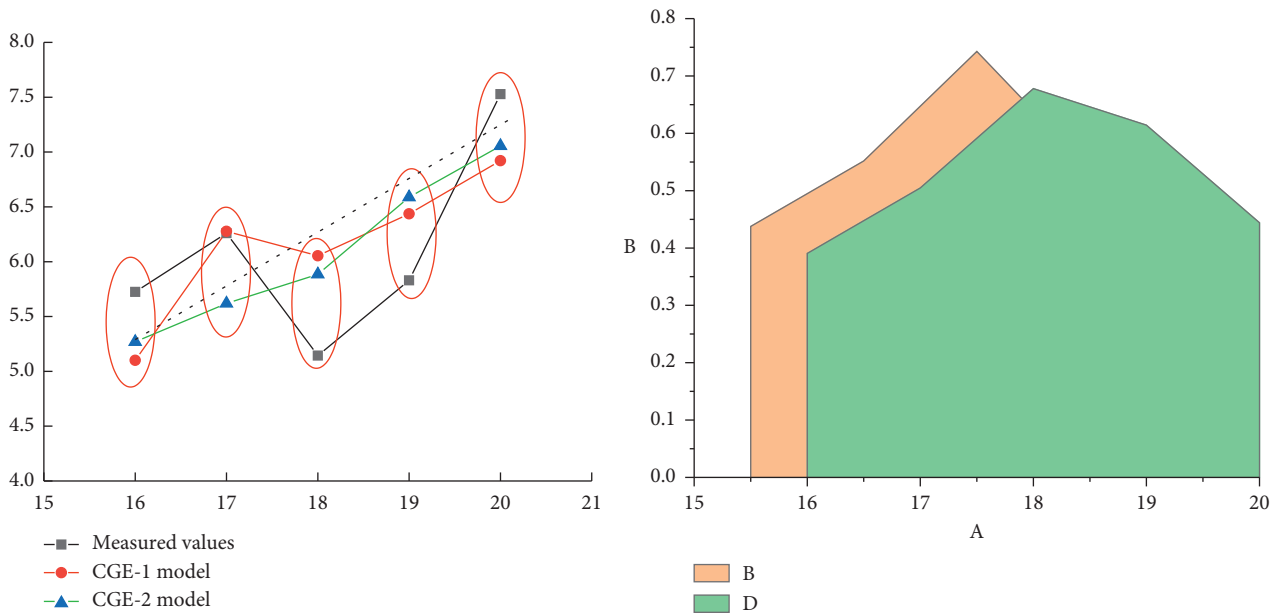 8.0
7.5
7.0
6.5
6.0
5.5
5.0
4.5
4.0
15 16 17 18 19 20 21
Measured values
CGE-1 model
CGE-2 model
0.8
0.7
0.6
0.5
B
0.4
0.3
0.2
0.1
0.0
15 16 17 18 19 20
A
B
D